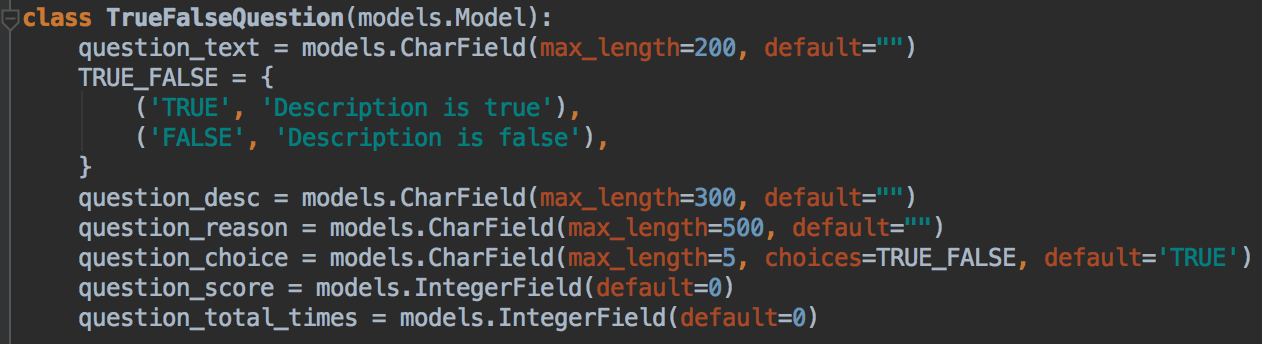 class TrueFalseQuestion(models.Model):
    question_text = models.CharField(max_length=200, default="")
    TRUE_FALSE = {
        ('TRUE', 'Description is true'),
        ('FALSE', 'Description is false'),
    }
    question_desc = models.CharField(max_length=300, default="")
    question_reason = models.CharField(max_length=500, default="")
    question_choice = models.CharField(max_length=5, choices=TRUE_FALSE, default='TRUE')
    question_score = models.IntegerField(default=0)
    question_total_times = models.IntegerField(default=0)